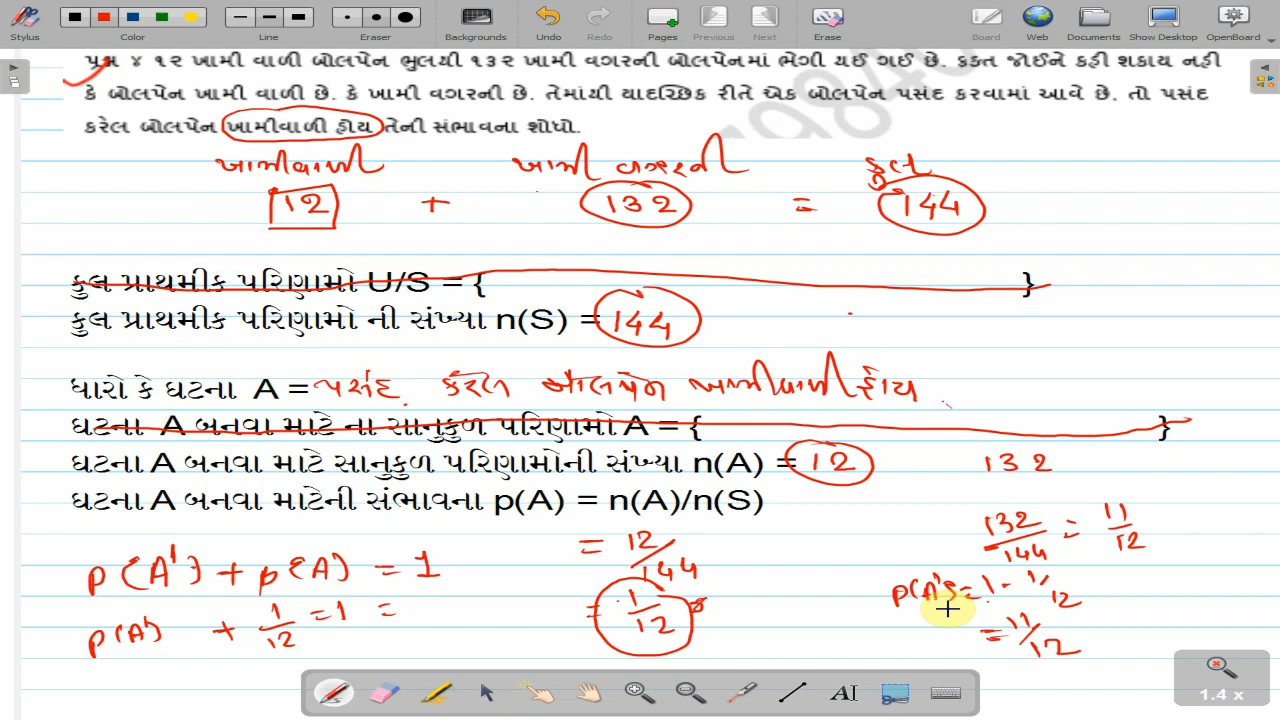 Stylus Color Line Eraser Backgrounds Undo Redo Pages Previous Next Erase Board Web Documents Show Desktop OpenBoard
પ્રશ્ન ૪ ૧૨ ખામી વાળી બોલપેન ભુલથી ૧૩૨ ખામી વગરની બોલપેનમાં ભેગી થઈ ગઈ છે. ફક્ત જોઈને કહી શકાય નહી
કે બોલપેન ખામી વાળી છે. કે ખામી વગરની છે. તેમાંથી યાદચ્છિક રીતે એક બોલપેન પસંદ કરવામાં આવે છે. તો પસંદ
કરેલ બોલપેન ખામીવાળી હોય તેની સંભાવના શોધો.
ખામીવાળી ખામી વગરની કુલ
12 + 132 = 144
કુલ પ્રાથમીક પરિણામો U/S = { }
કુલ પ્રાથમીક પરિણામો ની સંખ્યા n(S) = 144
ધારો કે ઘટના A = પસંદ કરેલ બોલપેન ખામીવાળી હોય
ઘટના A બનવા માટે ના સાનુકુળ પરિણામો A = { }
ઘટના A બનવા માટે સાનુકુળ પરિણામોની સંખ્યા n(A) = 12 132
ઘટના A બનવા માટેની સંભાવના p(A) = n(A)/n(S)
132/144 = 11/12
p(A') + p(A) = 1 = 12/144
p(A') = 1 - 1/12
p(A') + 1/12 = 1 = = 1/12
= 11/12
1.4 x